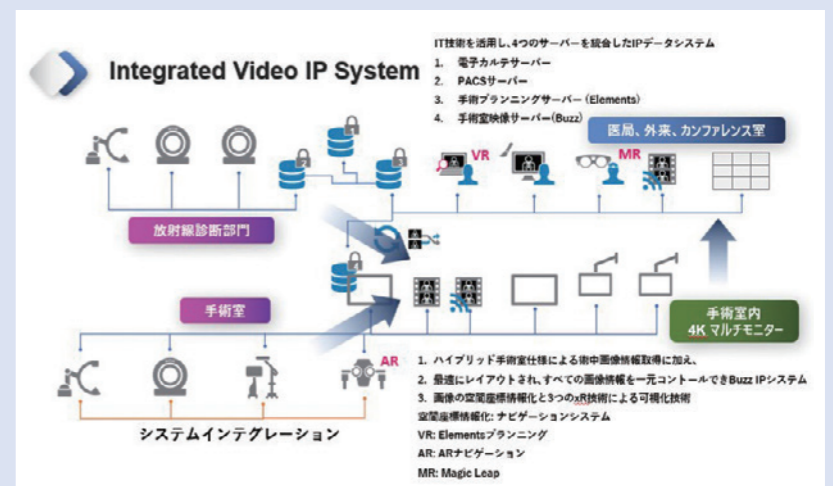 Integrated Video IP System
IT技術を活用し、4つのサーバーを統合したIPデータシステム
1. 電子カルテサーバー
2. PACSサーバー
3. 手術プランニングサーバー (Elements)
4. 手術室映像サーバー(Buzz)
医局、外来、カンファレンス室
VR
MR
放射線診断部門
手術室
手術室内
4K マルチモニター
AR
システムインテグレーション
1. ハイブリッド手術室仕様による術中画像情報取得に加え、
2. 最適にレイアウトされ、すべての画像情報を一元コントロールできBuzz IPシステム
3. 画像の空間座標情報化と3つのxR技術による可視化技術
空間座標情報化: ナビゲーションシステム
VR: Elementsプランニング
AR: ARナビゲーション
MR: Magic Leap